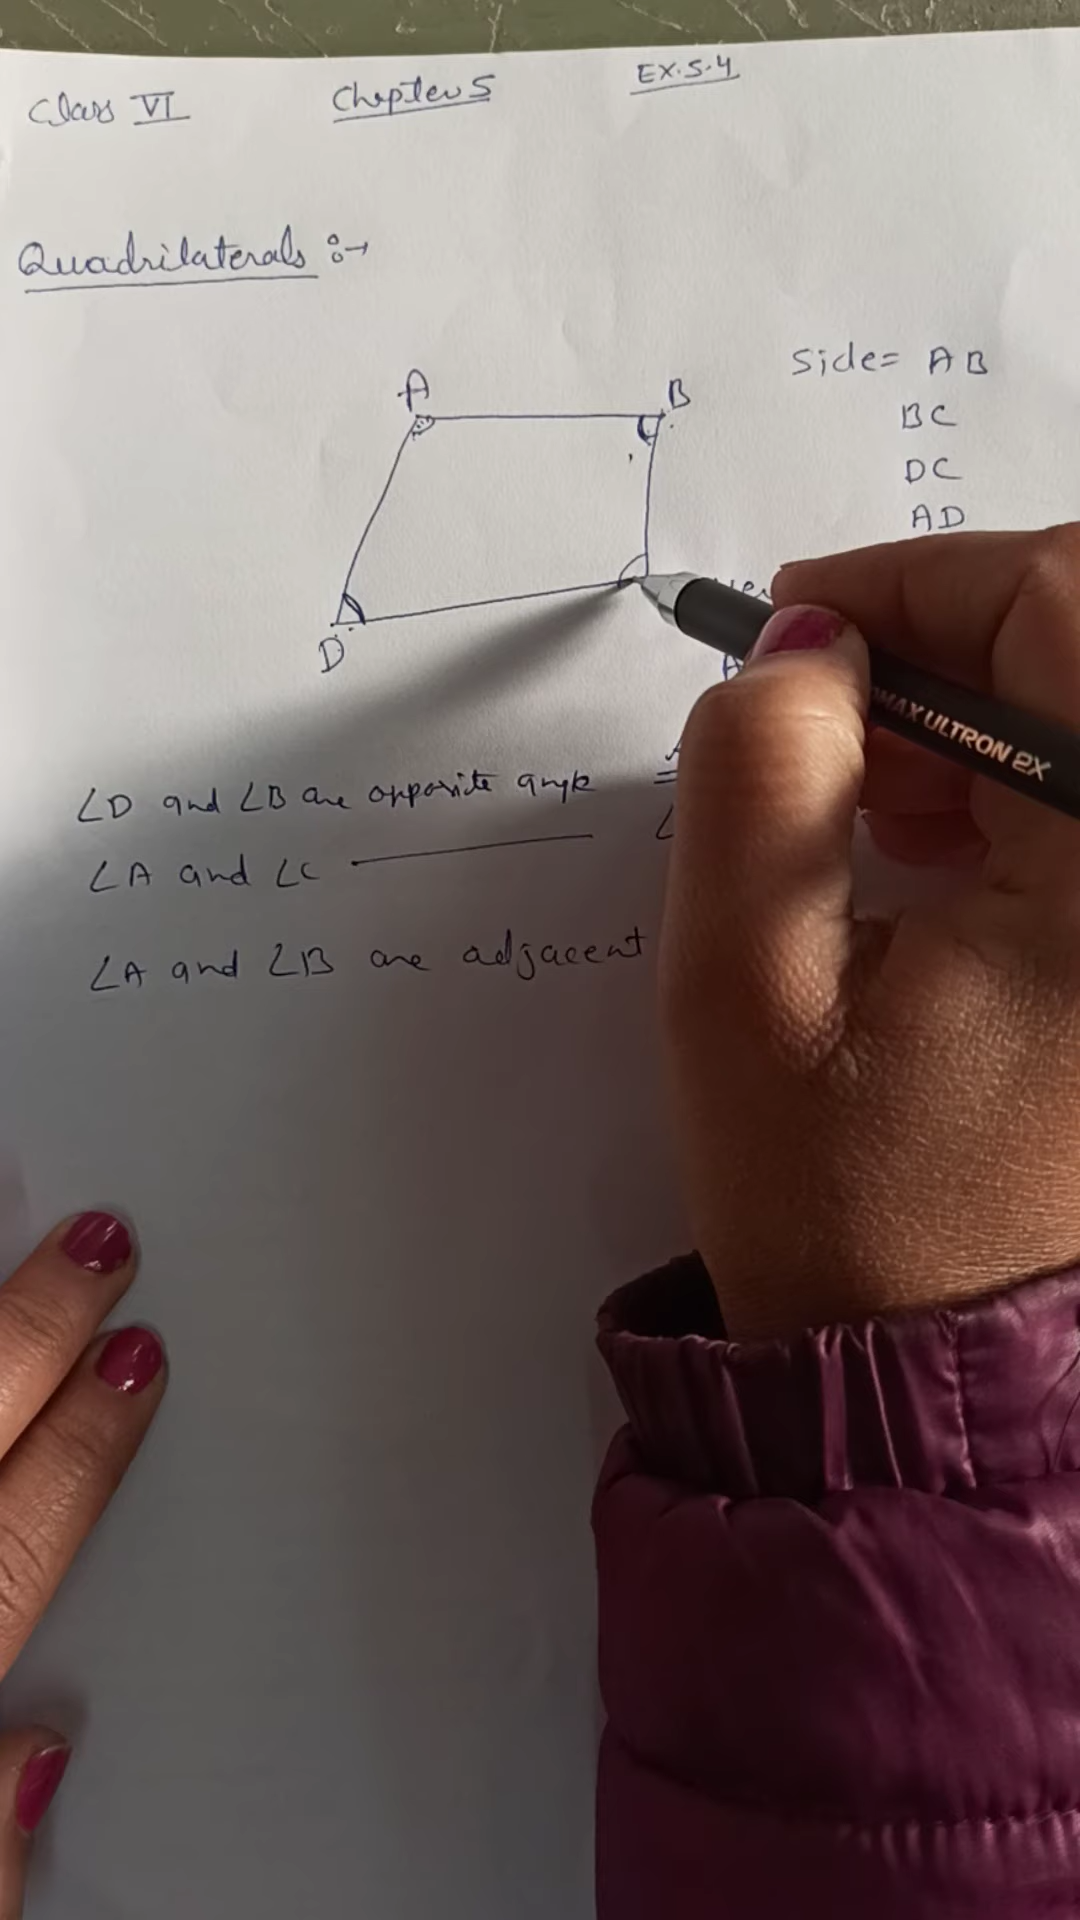 Class VI Chapter 5 EX.5.4
Quadrilaterals :→
A B
D
Side= AB
BC
DC
AD
∠D and ∠B are opposite angle
∠A and ∠C ———
∠A and ∠B are adjacent
ULTRON 2X